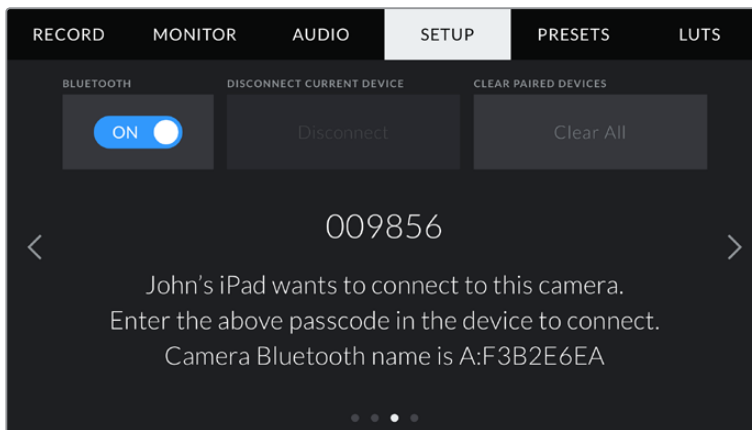 RECORD MONITOR AUDIO SETUP PRESETS LUTS
BLUETOOTH DISCONNECT CURRENT DEVICE CLEAR PAIRED DEVICES
ON Disconnect Clear All
009856
John's iPad wants to connect to this camera.
Enter the above passcode in the device to connect.
Camera Bluetooth name is A:F3B2E6EA